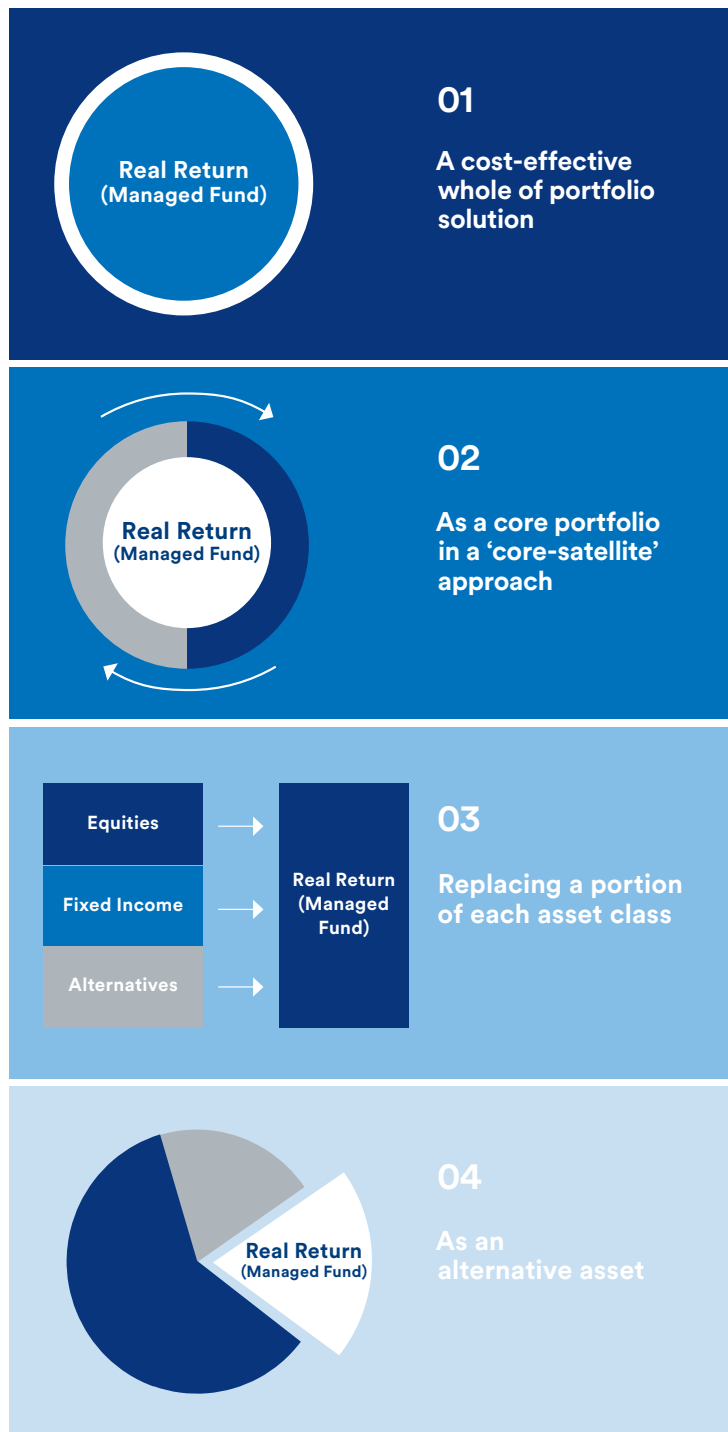 Real Return
(Managed Fund)
01
A cost-effective
whole of portfolio
solution
Real Return
(Managed Fund)
02
As a core portfolio
in a ‘core-satellite’
approach
Equities
Fixed Income
Alternatives
Real Return
(Managed
Fund)
03
Replacing a portion
of each asset class
Real Return
(Managed Fund)
04
As an
alternative asset